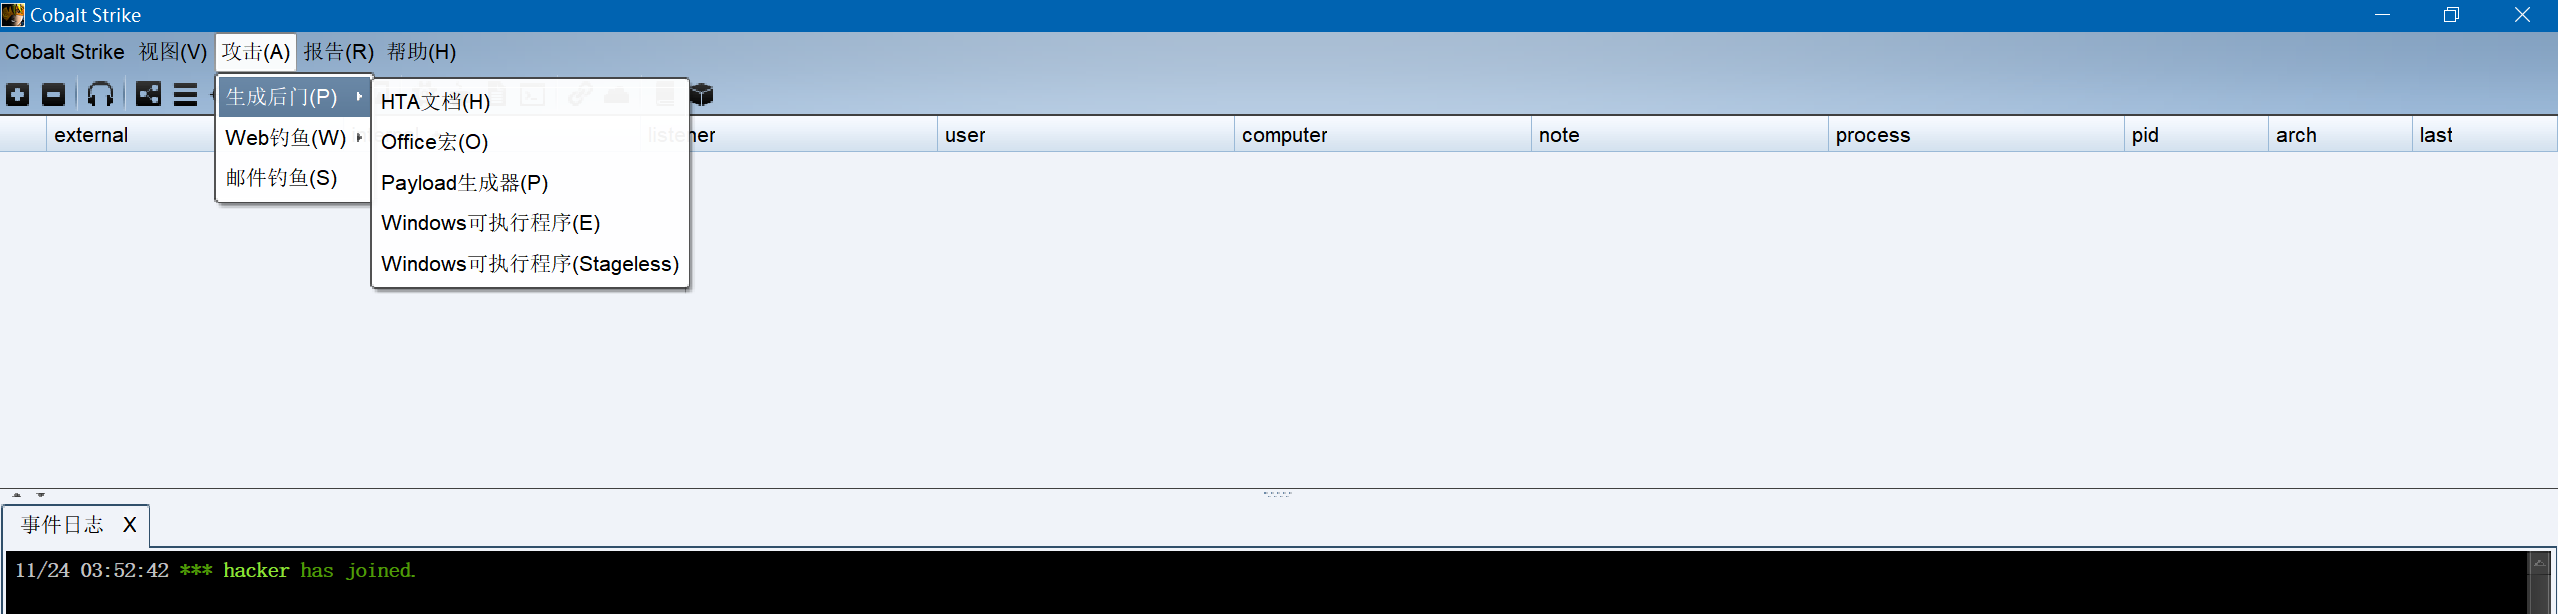 Cobalt Strike
Cobalt Strike 视图(V) 攻击(A) 报告(R) 帮助(H)
生成后门(P)
Web钓鱼(W)
邮件钓鱼(S)
HTA文档(H)
Office宏(O)
Payload生成器(P)
Windows可执行程序(E)
Windows可执行程序(Stageless)
external listener user computer note process pid arch last
事件日志 X
11/24 03:52:42 *** hacker has joined.